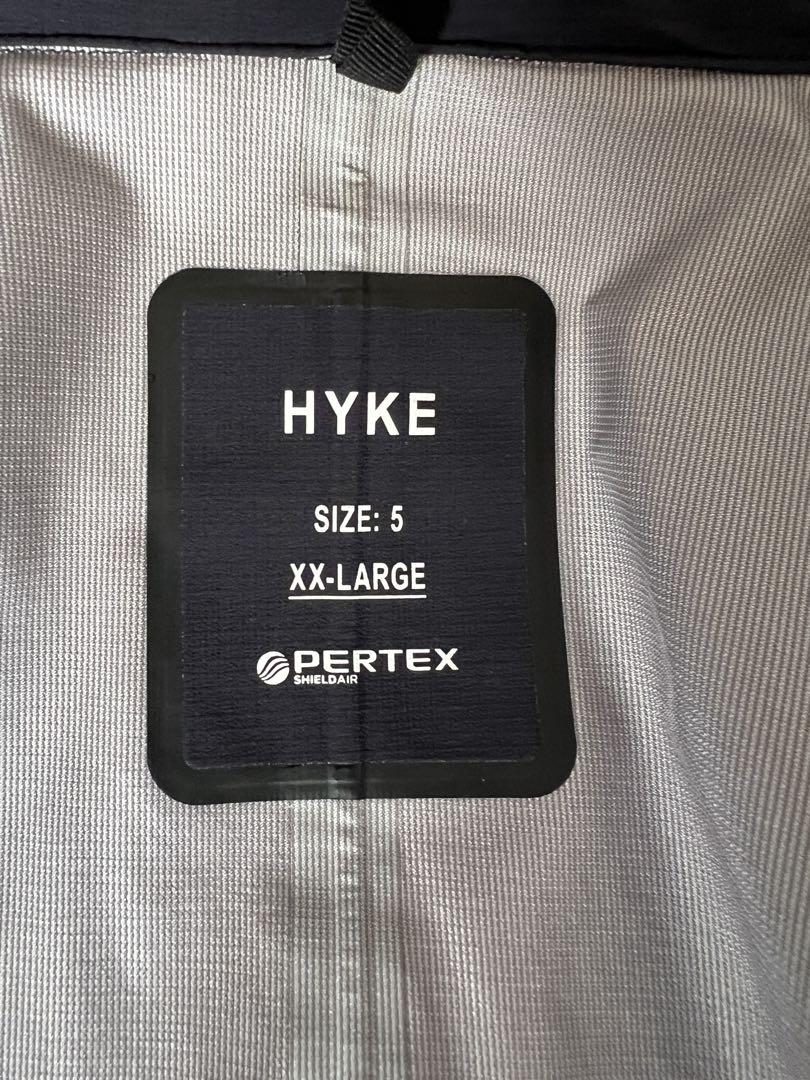 HYKE
SIZE: 5
XX-LARGE
PERTEX
SHIELDAIR